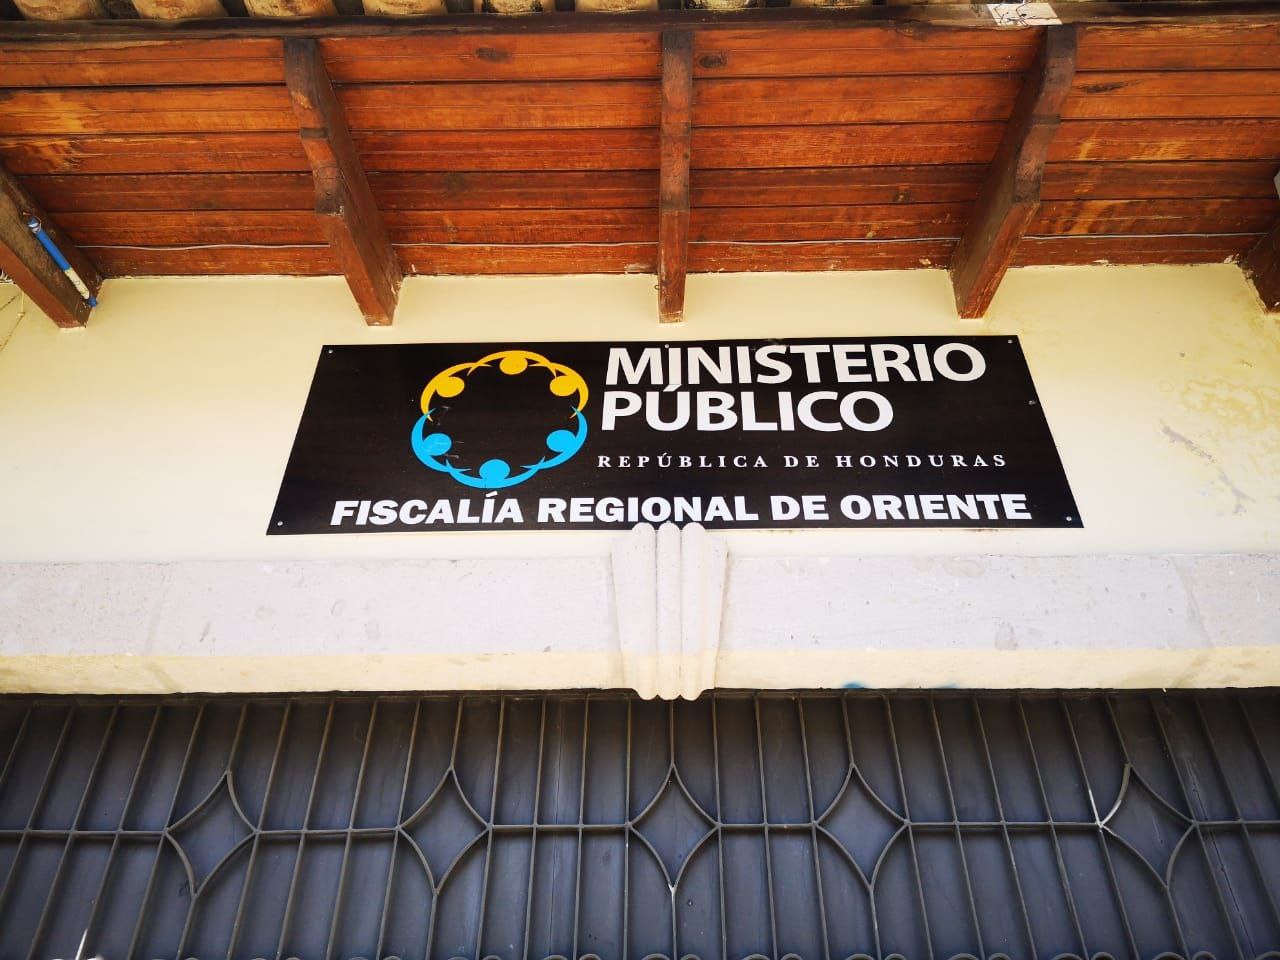 MINISTERIO
PÚBLICO
REPÚBLICA DE HONDURAS
FISCALÍA REGIONAL DE ORIENTE